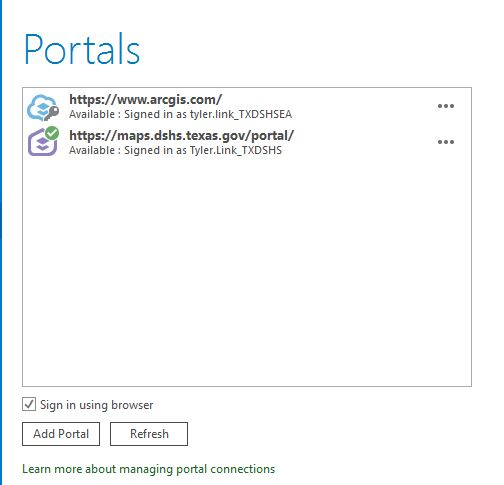 Portals
https://www.arcgis.com/
Available : Signed in as tyler.link_TXDSHSEA
https://maps.dshs.texas.gov/portal/
Available : Signed in as Tyler.Link_TXDSHS
Sign in using browser
Add Portal Refresh
Learn more about managing portal connections